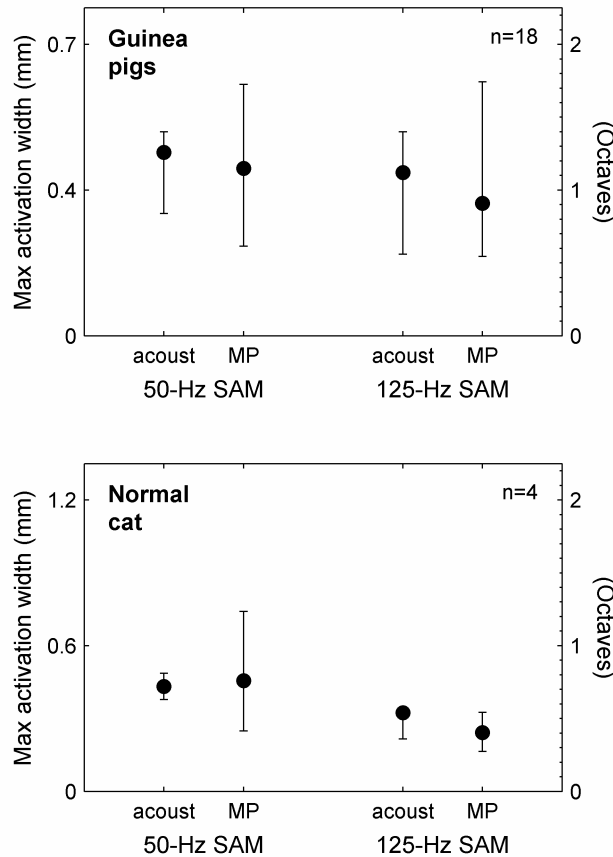 Guinea
pigs
n=18
Max activation width (mm)
0.7
0.4
0
2
1
0
(Octaves)
acoust MP acoust MP
50-Hz SAM 125-Hz SAM
Normal
cat
n=4
Max activation width (mm)
1.2
0.6
0
2
1
0
(Octaves)
acoust MP acoust MP
50-Hz SAM 125-Hz SAM